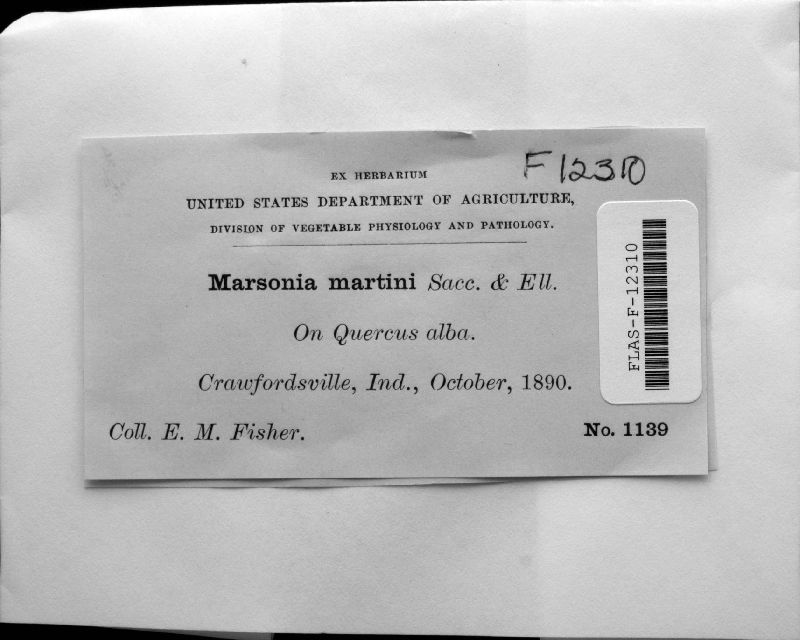 EX HERBARIUM
F12310
UNITED STATES DEPARTMENT OF AGRICULTURE,
DIVISION OF VEGETABLE PHYSIOLOGY AND PATHOLOGY.
Marsonia martini Sacc. & Ell.
On Quercus alba.
Crawfordsville, Ind., October, 1890.
Coll. E. M. Fisher.
No. 1139
FLAS-F-12310